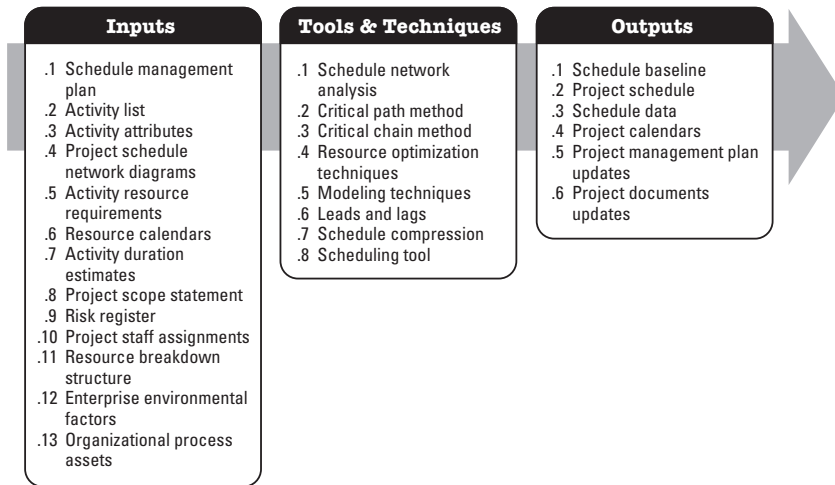 Inputs
.1 Schedule management
plan
.2 Activity list
.3 Activity attributes
.4 Project schedule
network diagrams
.5 Activity resource
requirements
.6 Resource calendars
.7 Activity duration
estimates
.8 Project scope statement
.9 Risk register
.10 Project staff assignments
.11 Resource breakdown
structure
.12 Enterprise environmental
factors
.13 Organizational process
assets
Tools & Techniques
.1 Schedule network
analysis
.2 Critical path method
.3 Critical chain method
.4 Resource optimization
techniques
.5 Modeling techniques
.6 Leads and lags
.7 Schedule compression
.8 Scheduling tool
Outputs
.1 Schedule baseline
.2 Project schedule
.3 Schedule data
.4 Project calendars
.5 Project management plan
updates
.6 Project documents
updates